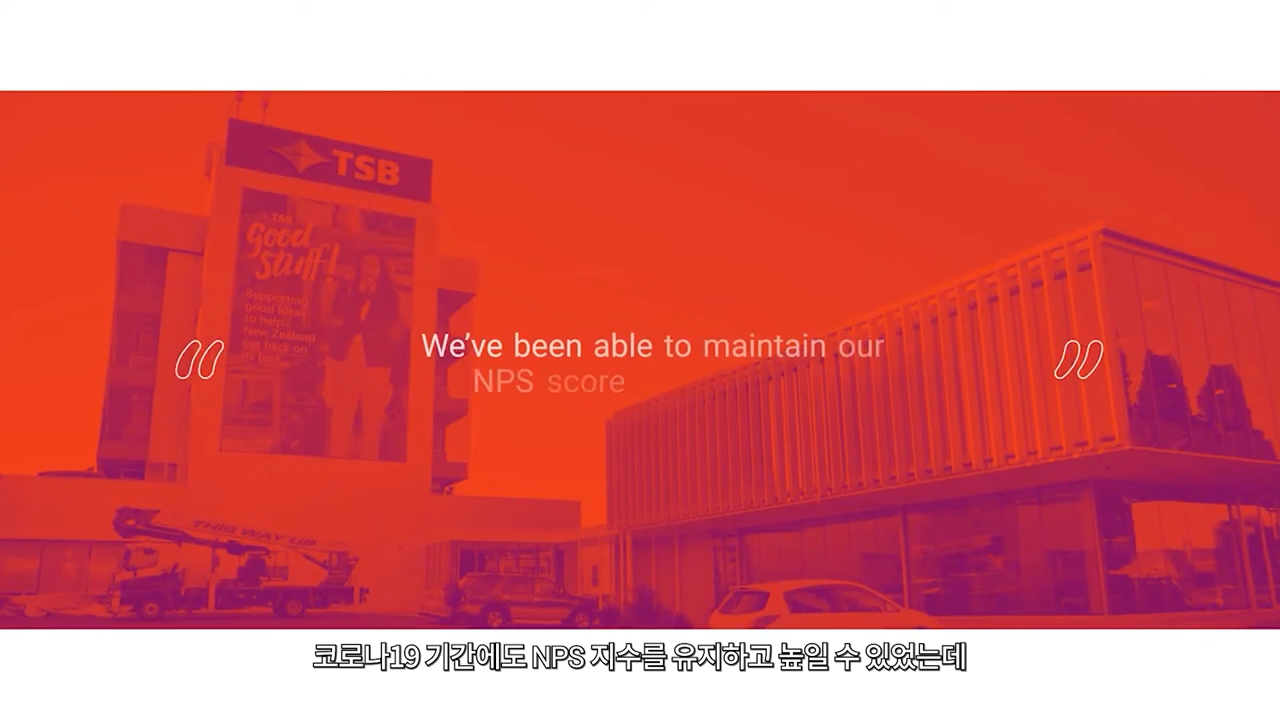 TSB
TSB
Good
Stuff!
Supporting
good ideas
to help
New Zealand
get back on
its feet.
THIS WAY UP
We’ve been able to maintain our
NPS score
코로나19 기간에도 NPS 지수를 유지하고 높일 수 있었는데